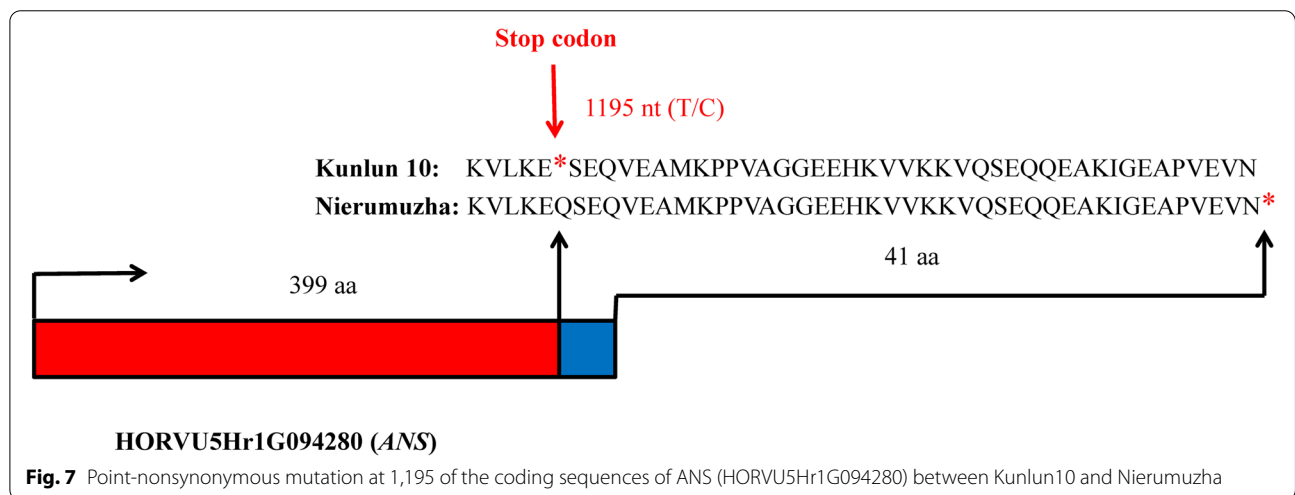 Stop codon
1195 nt (T/C)
Kunlun 10: KVLKE*SEQVEAMKPPVAGGEEHKVVKKVQSEQQEAKIGEAPVEVN
Nierumuzha: KVLKEQSEQVEAMKPPVAGGEEHKVVKKVQSEQQEAKIGEAPVEVN*
399 aa
41 aa
HORVU5Hr1G094280 (ANS)
Fig. 7 Point-nonsynonymous mutation at 1,195 of the coding sequences of ANS (HORVU5Hr1G094280) between Kunlun10 and Nierumuzha